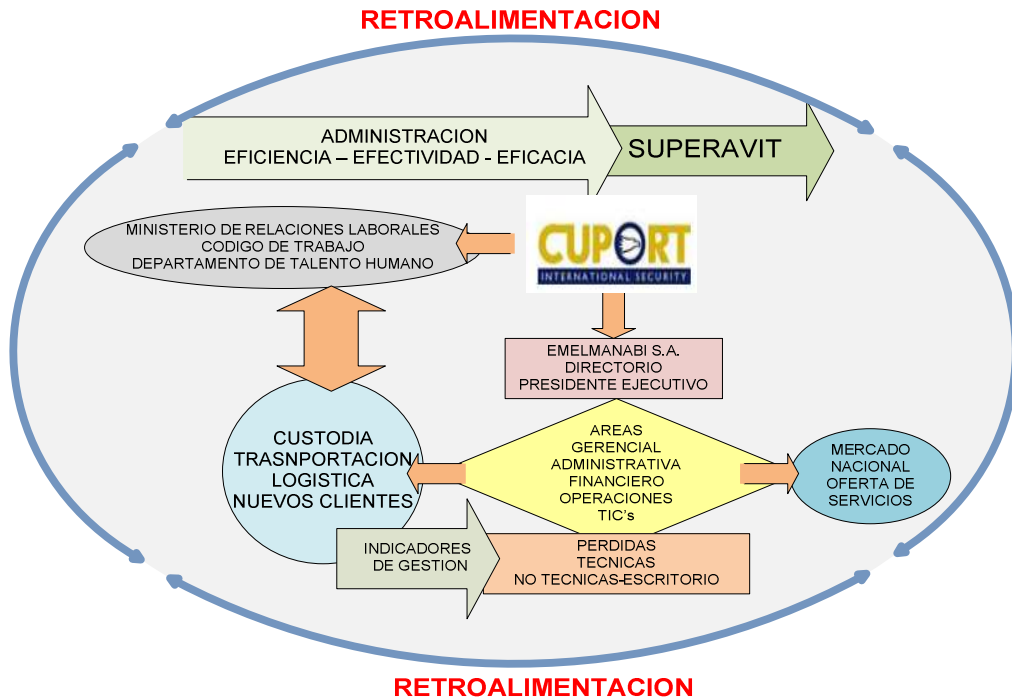 RETROALIMENTACION
ADMINISTRACION
EFICIENCIA – EFECTIVIDAD - EFICACIA
SUPERAVIT
MINISTERIO DE RELACIONES LABORALES
CODIGO DE TRABAJO
DEPARTAMENTO DE TALENTO HUMANO
CUPORT
INTERNATIONAL SECURITY
EMELMANABI S.A.
DIRECTORIO
PRESIDENTE EJECUTIVO
CUSTODIA
TRASNPORTACION
LOGISTICA
NUEVOS CLIENTES
AREAS
GERENCIAL
ADMINISTRATIVA
FINANCIERO
OPERACIONES
TIC's
MERCADO
NACIONAL
OFERTA DE
SERVICIOS
INDICADORES
DE GESTION
PERDIDAS
TECNICAS
NO TECNICAS-ESCRITORIO
RETROALIMENTACION